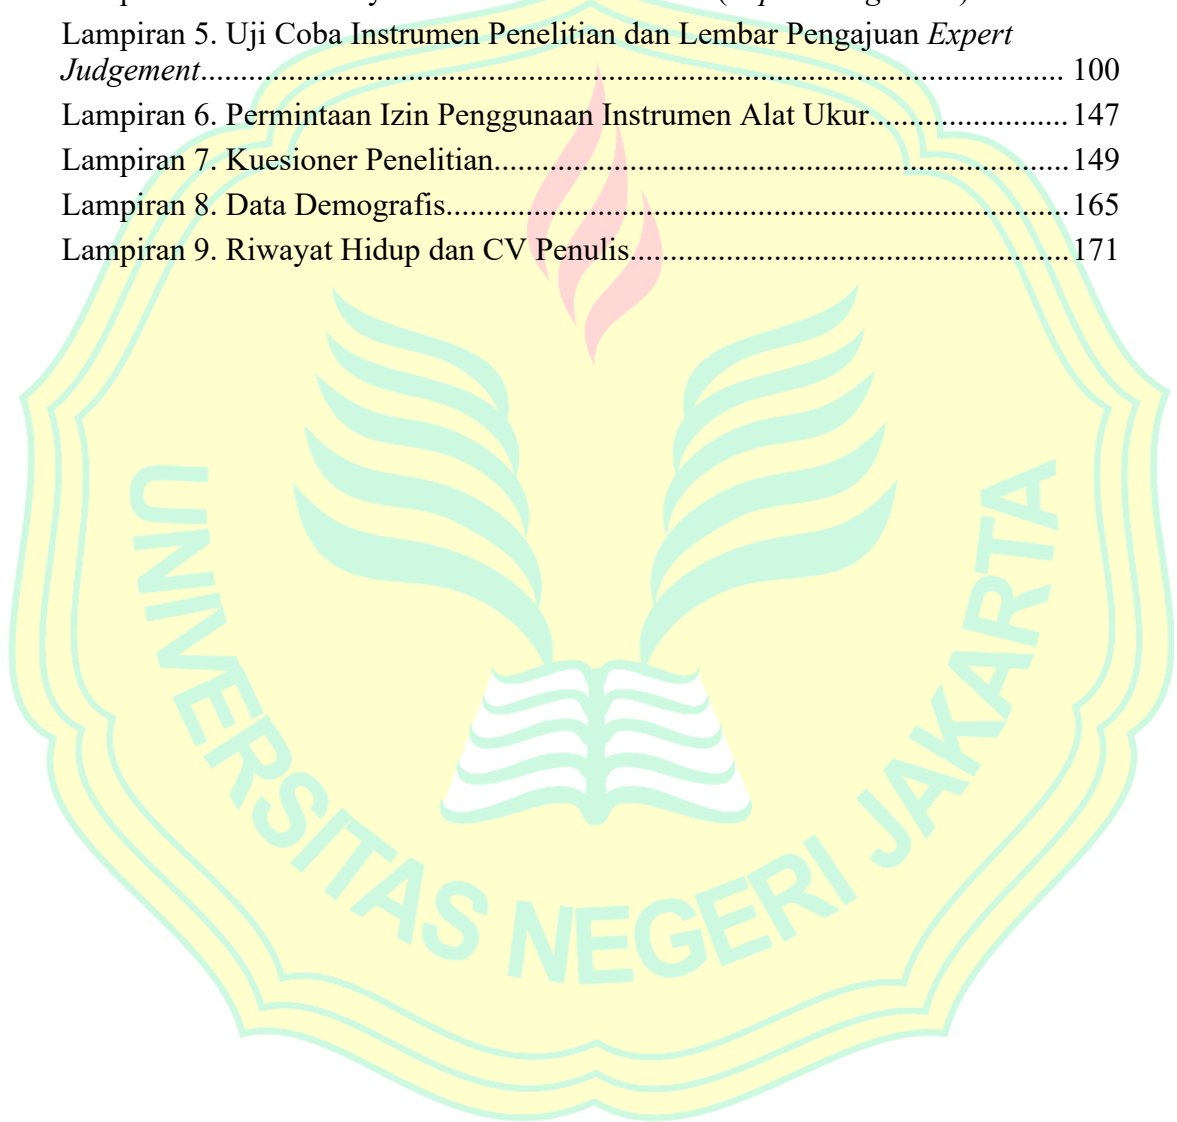 Lampiran 5. Uji Coba Instrumen Penelitian dan Lembar Pengajuan Expert
Judgement.......................................................................................................... 100
Lampiran 6. Permintaan Izin Penggunaan Instrumen Alat Ukur.........................147
Lampiran 7. Kuesioner Penelitian........................................................................149
Lampiran 8. Data Demografis..............................................................................165
Lampiran 9. Riwayat Hidup dan CV Penulis.......................................................171
UNIVERSITAS NEGERI JAKARTA